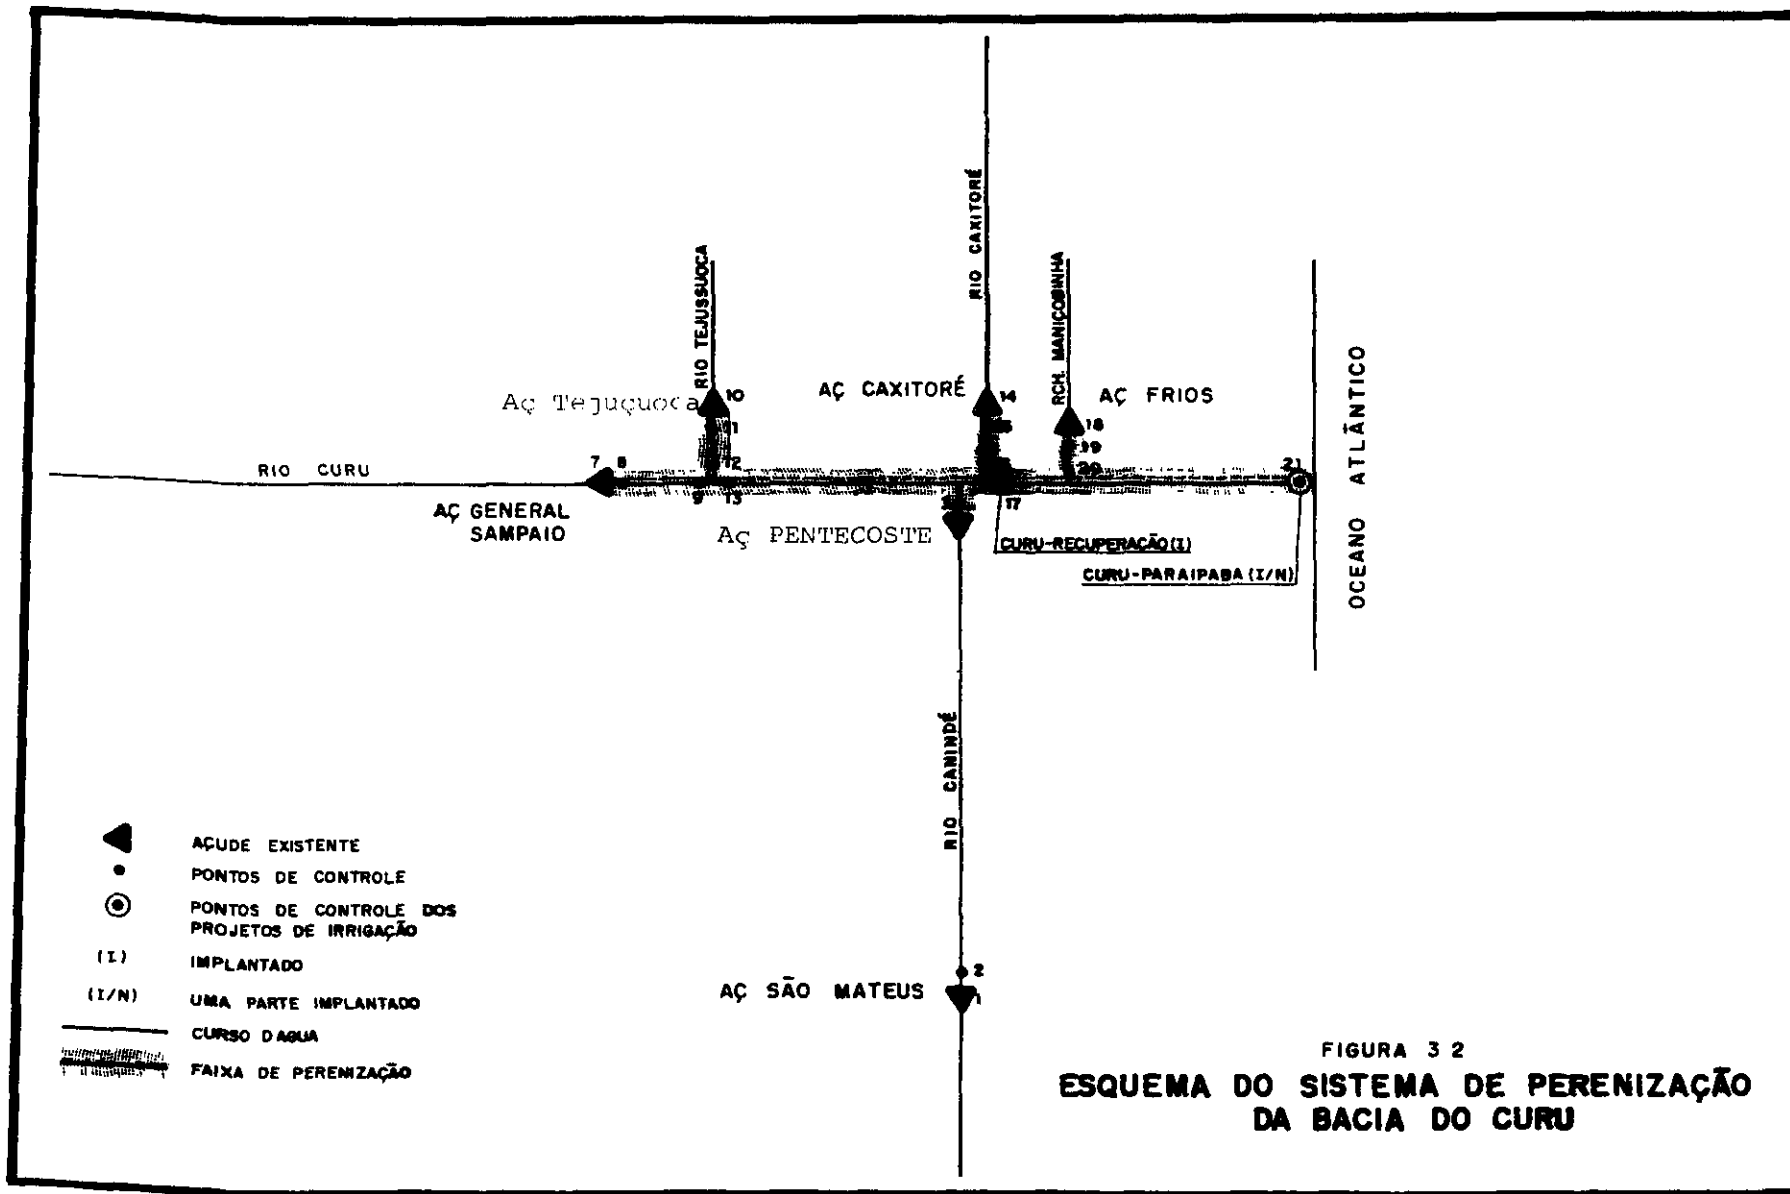 RIO CAXITORÉ
RIO TEJUSSUOCA
RCH. MANIÇOBINHA
OCEANO ATLÂNTICO
Aç Tejuçuoca
10
AÇ CAXITORÉ
14
AÇ FRIOS
11
18
19
RIO CURU
7 8
12
20
21
9 13
17
AÇ GENERAL
SAMPAIO
Aç PENTECOSTE
CURU-RECUPERAÇÃO(I)
CURU-PARAIPABA (I/N)
RIO CANINDÉ
AÇUDE EXISTENTE
PONTOS DE CONTROLE
PONTOS DE CONTROLE DOS
PROJETOS DE IRRIGAÇÃO
(I) IMPLANTADO
(I/N) UMA PARTE IMPLANTADO
CURSO D AGUA
FAIXA DE PERENIZAÇÃO
2
AÇ SÃO MATEUS
1
FIGURA 3 2
ESQUEMA DO SISTEMA DE PERENIZAÇÃO
DA BACIA DO CURU